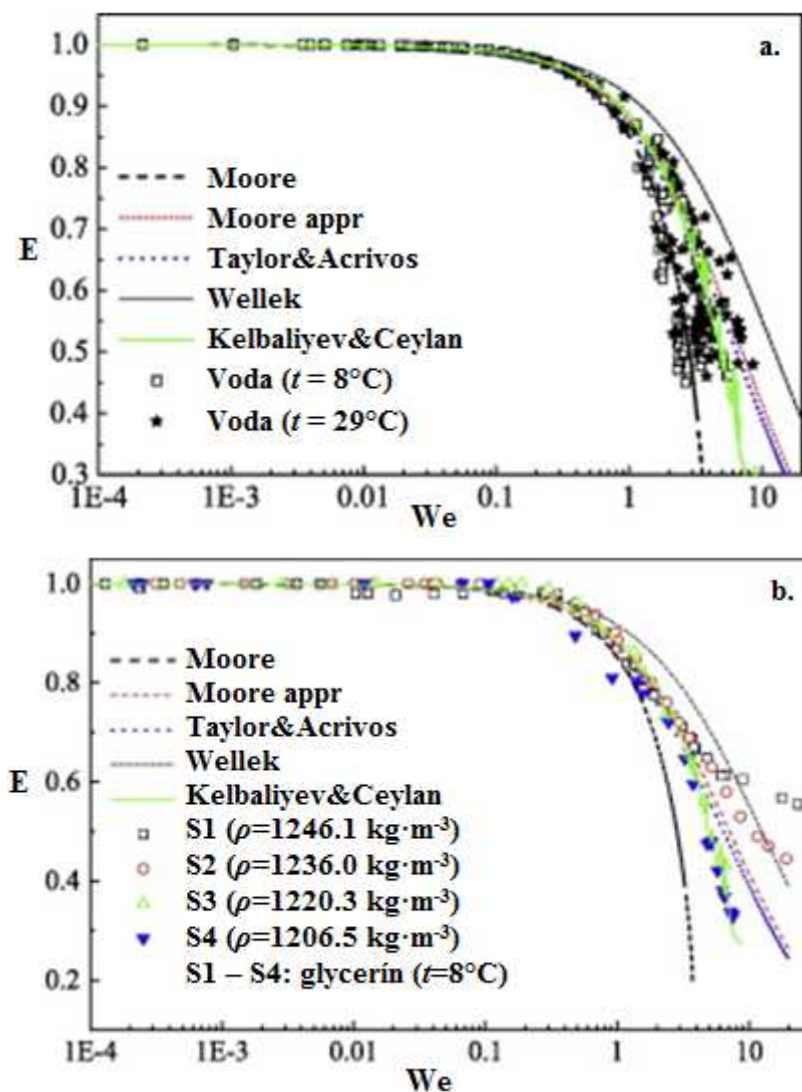 a.
1.0
0.9
0.8
Moore
0.7
Moore appr
E
Taylor&Acrivos
0.6
Wellek
0.5
Kelbaliyev&Ceylan
Voda (t = 8°C)
0.4
Voda (t = 29°C)
0.3
1E-4 1E-3 0.01 0.1 1 10
We
b.
1.0
Moore
0.8
Moore appr
Taylor&Acrivos
Wellek
E
0.6
Kelbaliyev&Ceylan
S1 (ρ=1246.1 kg·m-3)
S2 (ρ=1236.0 kg·m-3)
0.4
S3 (ρ=1220.3 kg·m-3)
S4 (ρ=1206.5 kg·m-3)
0.2
S1 – S4: glycerín (t=8°C)
1E-4 1E-3 0.01 0.1 1 10
We